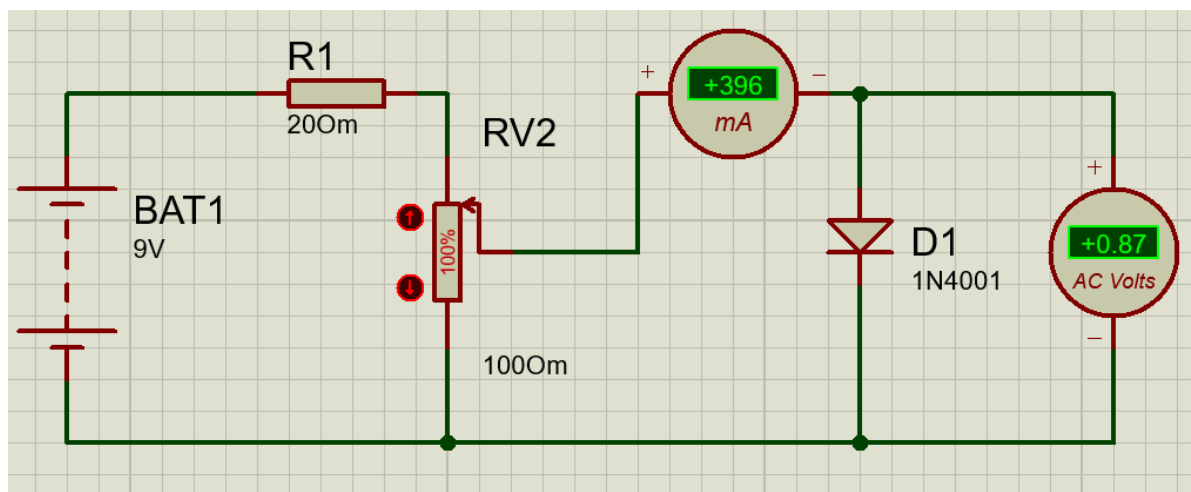 R1
20Om
RV2
100%
100Om
BAT1
9V
+
+396
mA
−
D1
1N4001
+
+0.87
AC Volts
−